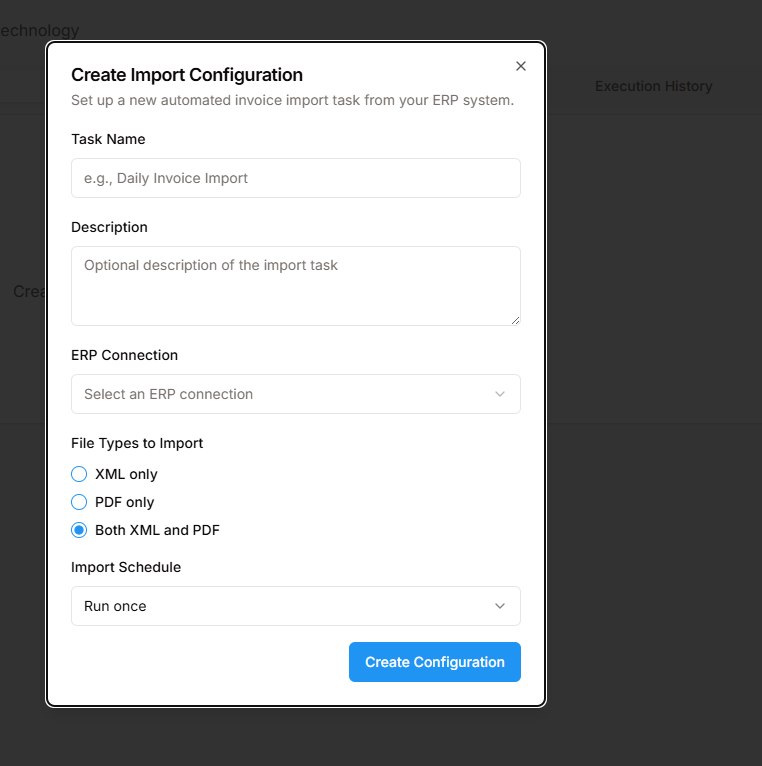 echnology
Create Import Configuration
Set up a new automated invoice import task from your ERP system.
Execution History
Task Name
e.g., Daily Invoice Import
Description
Optional description of the import task
Crea
ERP Connection
Select an ERP connection
File Types to Import
XML only
PDF only
Both XML and PDF
Import Schedule
Run once
Create Configuration